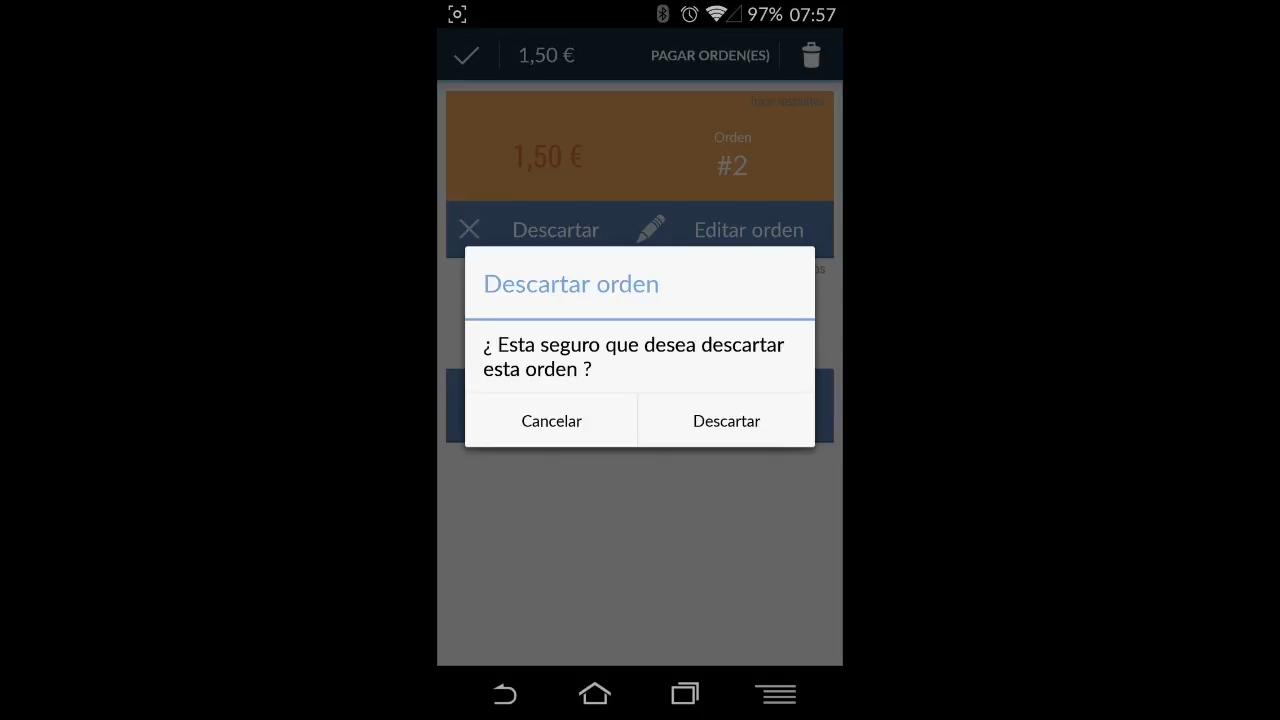 97% 07:57
1,50 € PAGAR ORDEN(ES)
Orden
1,50 € #2
Descartar Editar orden
Descartar orden
¿ Esta seguro que desea descartar
esta orden ?
Cancelar Descartar